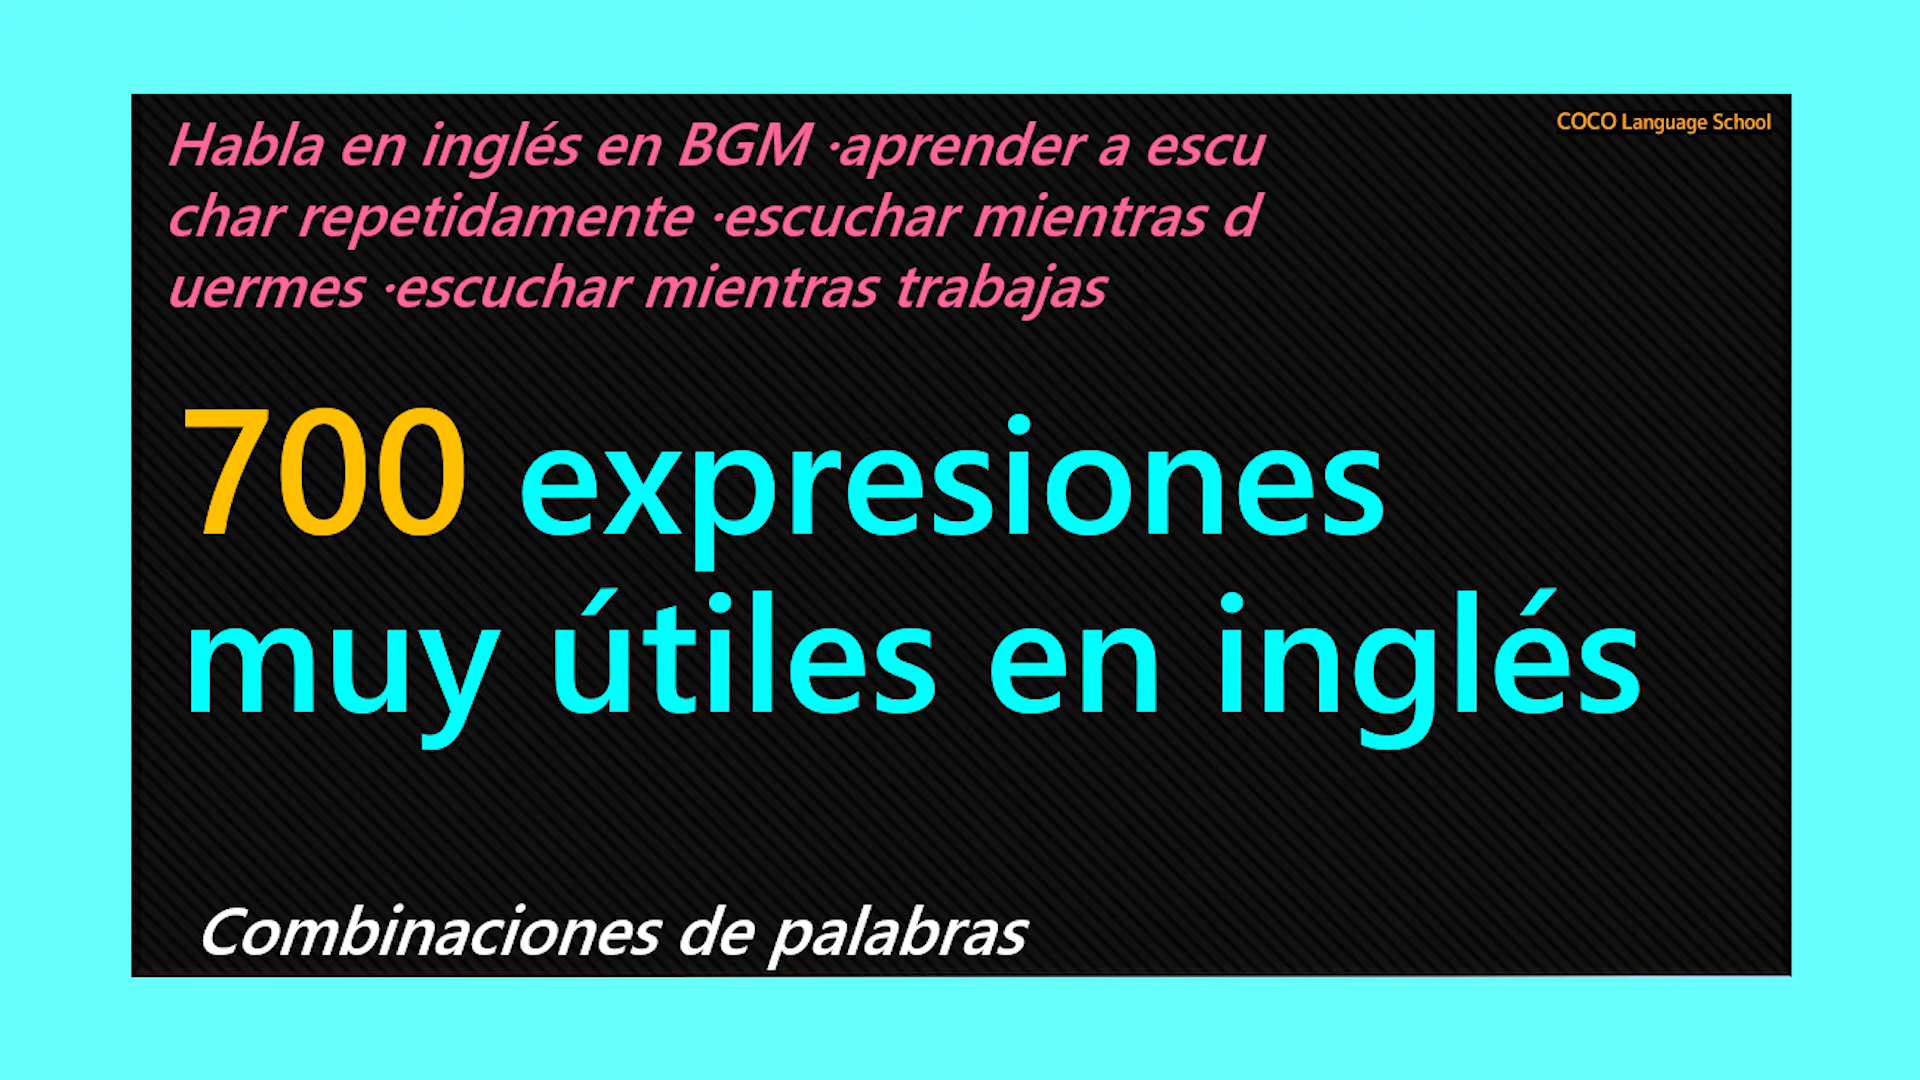 COCO Language School
Habla en inglés en BGM ·aprender a escu
char repetidamente ·escuchar mientras d
uermes ·escuchar mientras trabajas
700 expresiones
muy útiles en inglés
Combinaciones de palabras